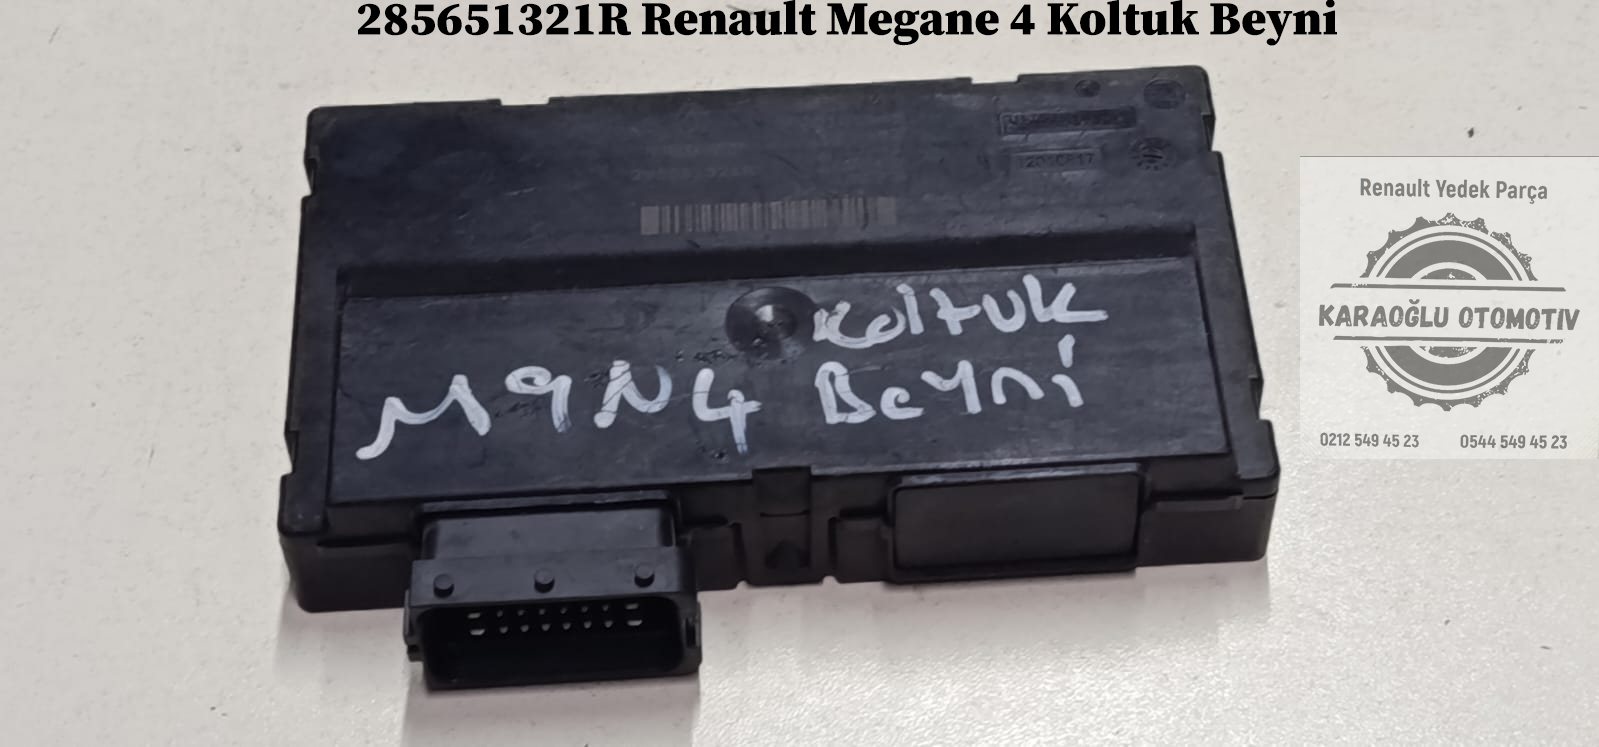 285651321R Renault Megane 4 Koltuk Beyni
Renault Yedek Parça
KARAOĞLU OTOMOTIV
0212 549 45 23 0544 549 45 23
Koltuk
M9N4 Beyni